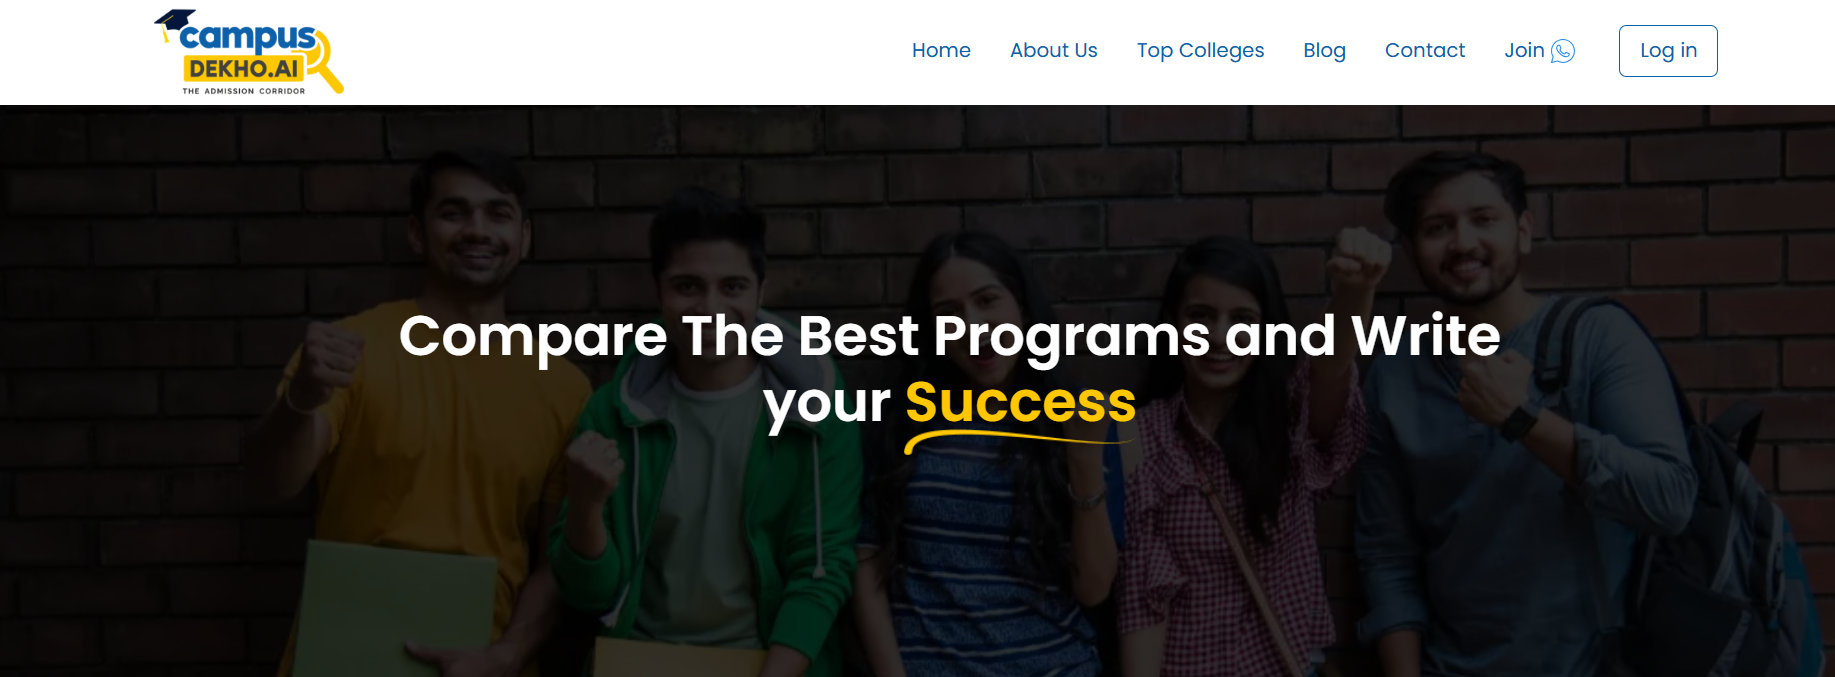 campus
DEKHO.AI
THE ADMISSION CORRIDOR
Home About Us Top Colleges Blog Contact Join Log in
Compare The Best Programs and Write
your Success